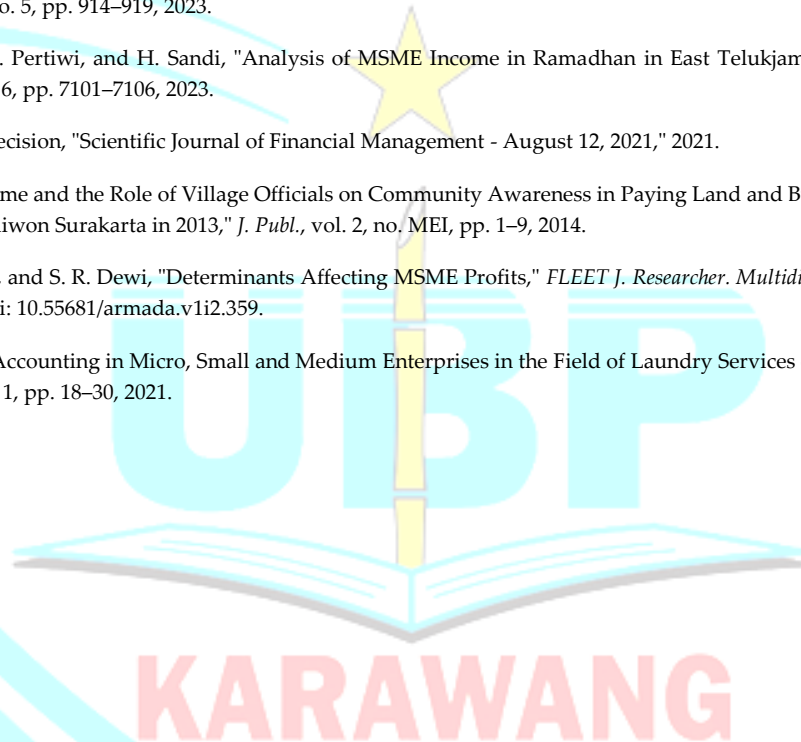 o. 5, pp. 914–919, 2023.
. Pertiwi, and H. Sandi, "Analysis of MSME Income in Ramadhan in East Telukjam
6, pp. 7101–7106, 2023.
ecision, "Scientific Journal of Financial Management - August 12, 2021," 2021.
me and the Role of Village Officials on Community Awareness in Paying Land and B
iwon Surakarta in 2013," J. Publ., vol. 2, no. MEI, pp. 1–9, 2014.
, and S. R. Dewi, "Determinants Affecting MSME Profits," FLEET J. Researcher. Multidi
i: 10.55681/armada.v1i2.359.
Accounting in Micro, Small and Medium Enterprises in the Field of Laundry Services
1, pp. 18–30, 2021.
UBP
KARAWANG